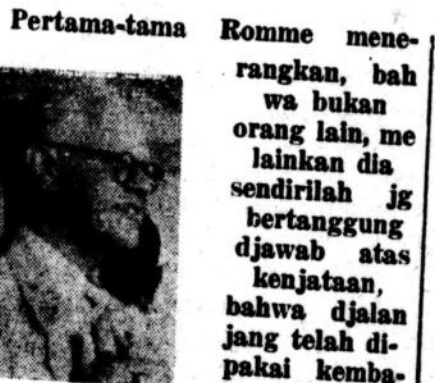 Pertama-tama Romme mene-
rangkan, bah
wa bukan
orang lain, me
lainkan dia
sendirilah jg
bertanggung
djawab atas
kenjataan,
bahwa djalan
jang telah di-
pakai kemba-